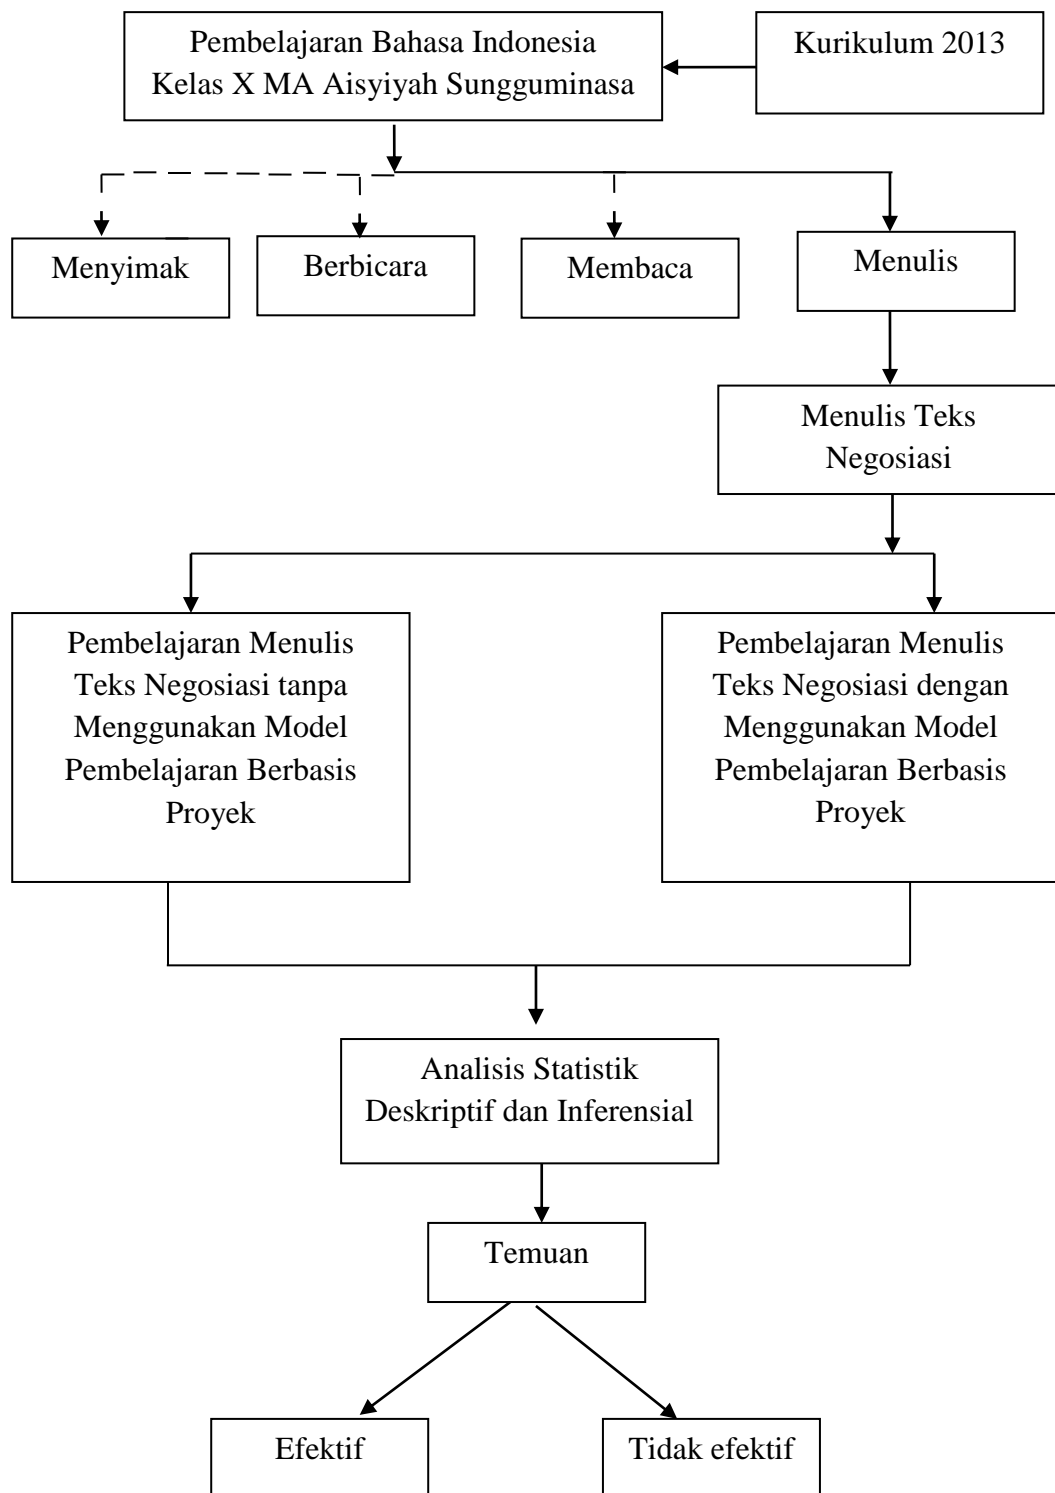 Pembelajaran Bahasa Indonesia
Kelas X MA Aisyiyah Sungguminasa
Kurikulum 2013
Menyimak
Berbicara
Membaca
Menulis
Menulis Teks
Negosiasi
Pembelajaran Menulis
Teks Negosiasi tanpa
Menggunakan Model
Pembelajaran Berbasis
Proyek
Pembelajaran Menulis
Teks Negosiasi dengan
Menggunakan Model
Pembelajaran Berbasis
Proyek
Analisis Statistik
Deskriptif dan Inferensial
Temuan
Efektif
Tidak efektif